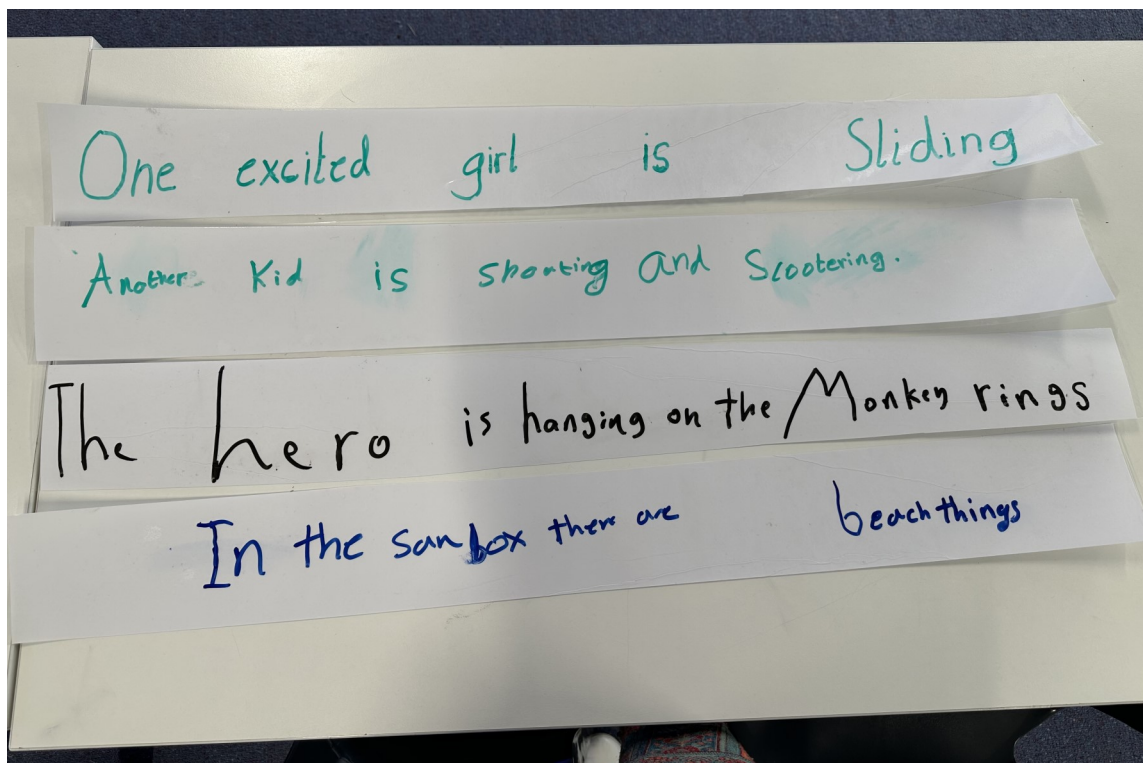 One excited girl is Sliding
Another Kid is shouting and Scootering.
The hero is hanging on the Monkey rings
In the sanbox there are beach things